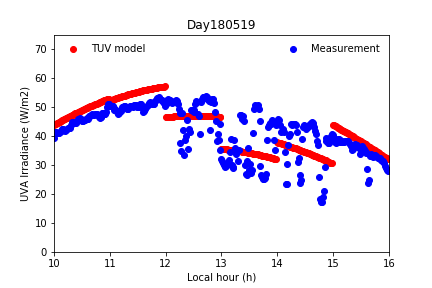 Day180519
TUV model
Measurement
UVA Irradiance (W/m2)
70
60
50
40
30
20
10
0
10 11 12 13 14 15 16
Local hour (h)